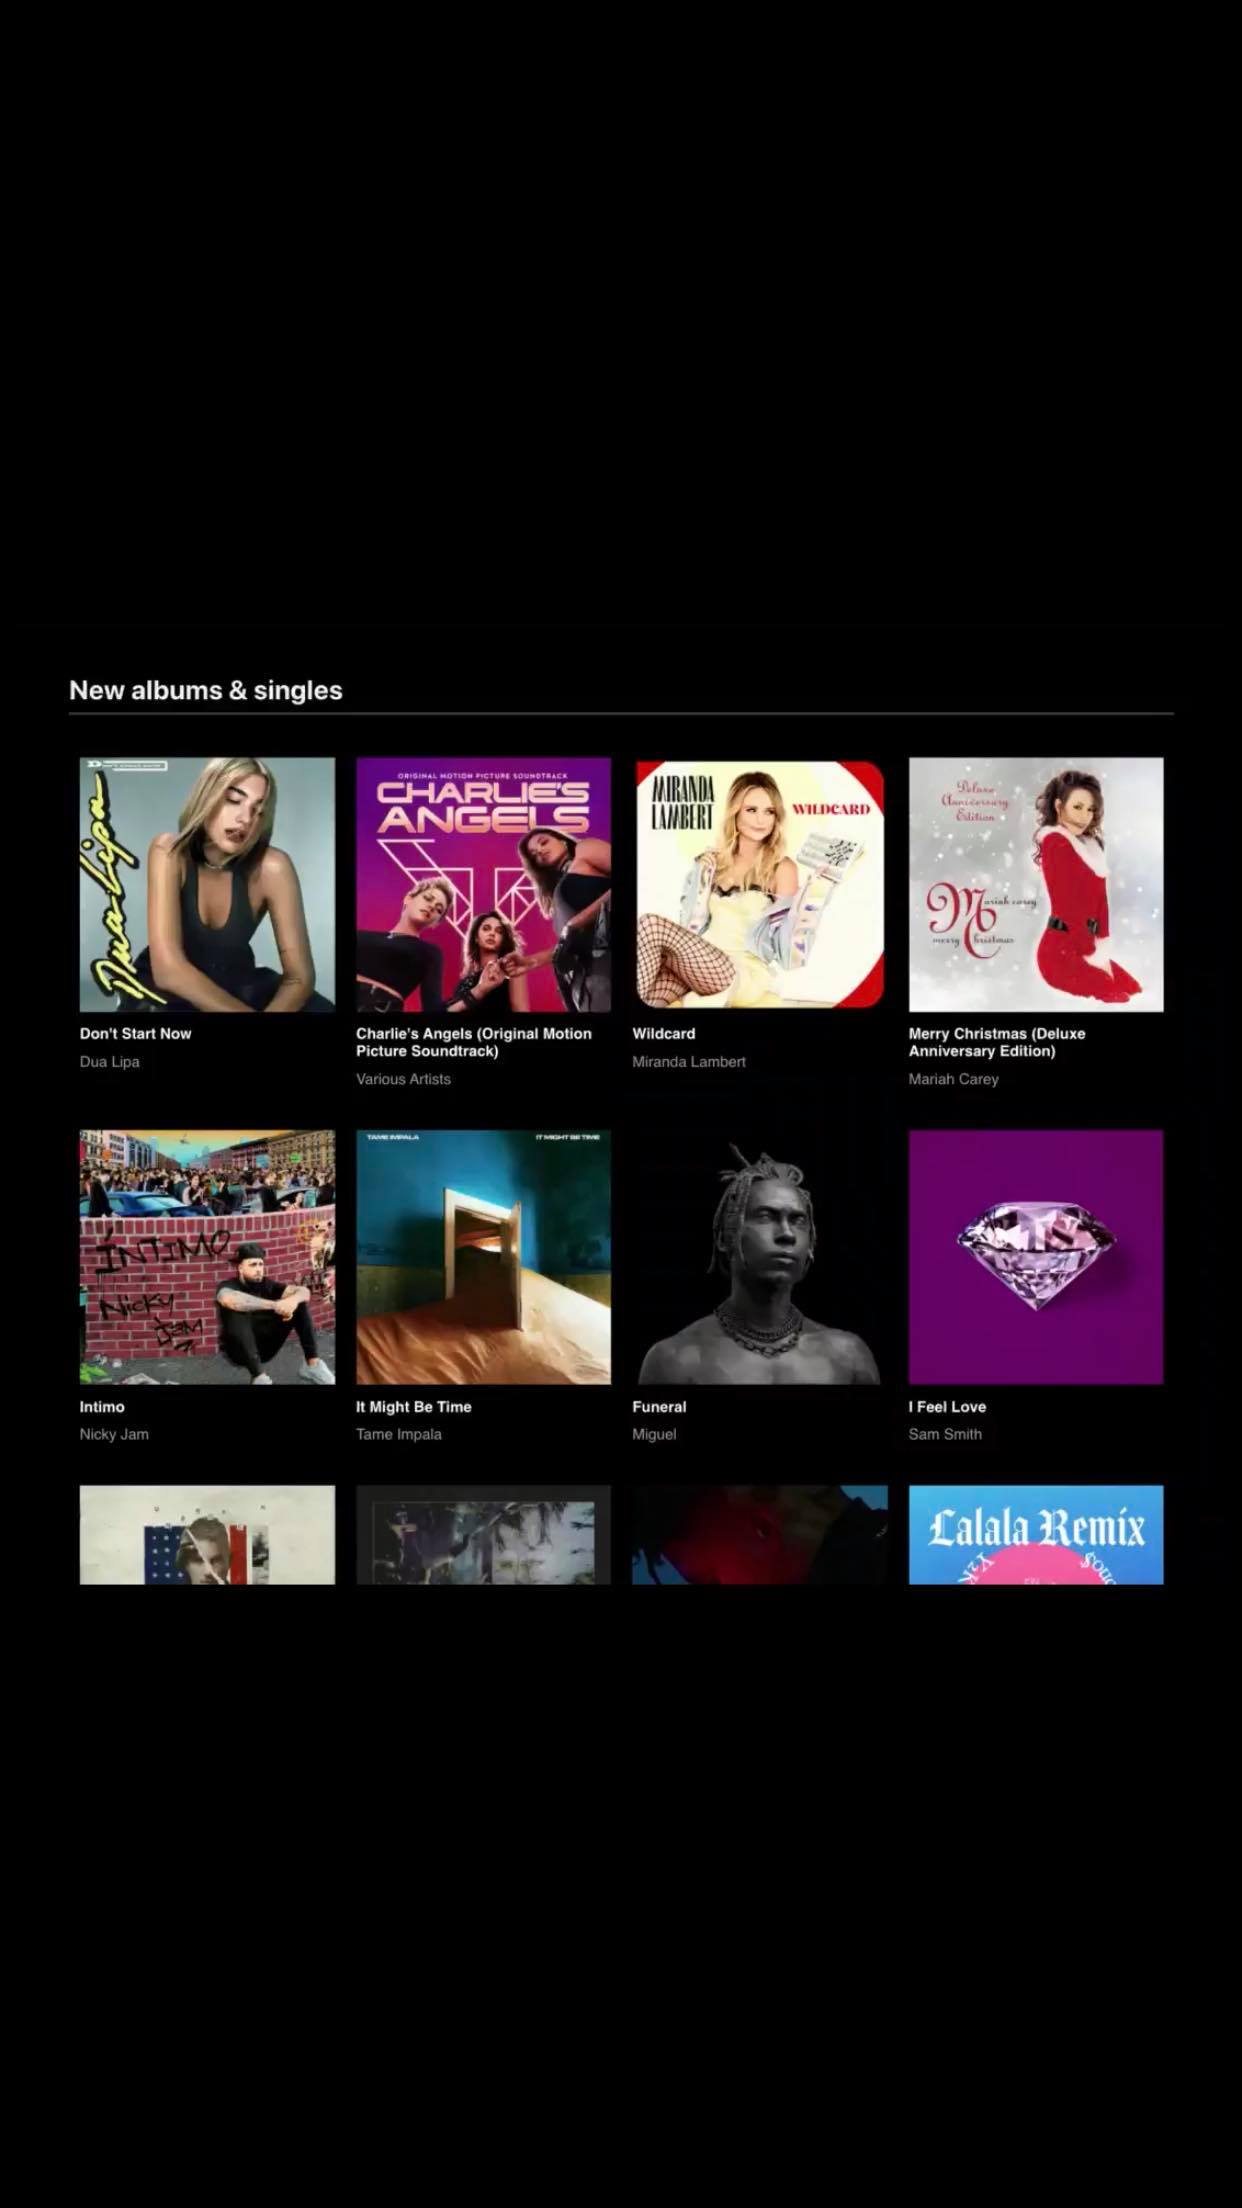 New albums & singles
Dua Lipa
ORIGINAL MOTION PICTURE SOUNDTRACK
CHARLIE'S
ANGELS
MIRANDA
LAMBERT
WILDCARD
Deluxe
Anniversary
Edition
Mariah Carey
merry Christmas
Don't Start Now
Dua Lipa
Charlie's Angels (Original Motion
Picture Soundtrack)
Various Artists
Wildcard
Miranda Lambert
Merry Christmas (Deluxe
Anniversary Edition)
Mariah Carey
ÍNTIMO
Nicky
Jam
TAME IMPALA
IT MIGHT BE TIME
Intimo
Nicky Jam
It Might Be Time
Tame Impala
Funeral
Miguel
I Feel Love
Sam Smith
Lalala Remix
Y2K